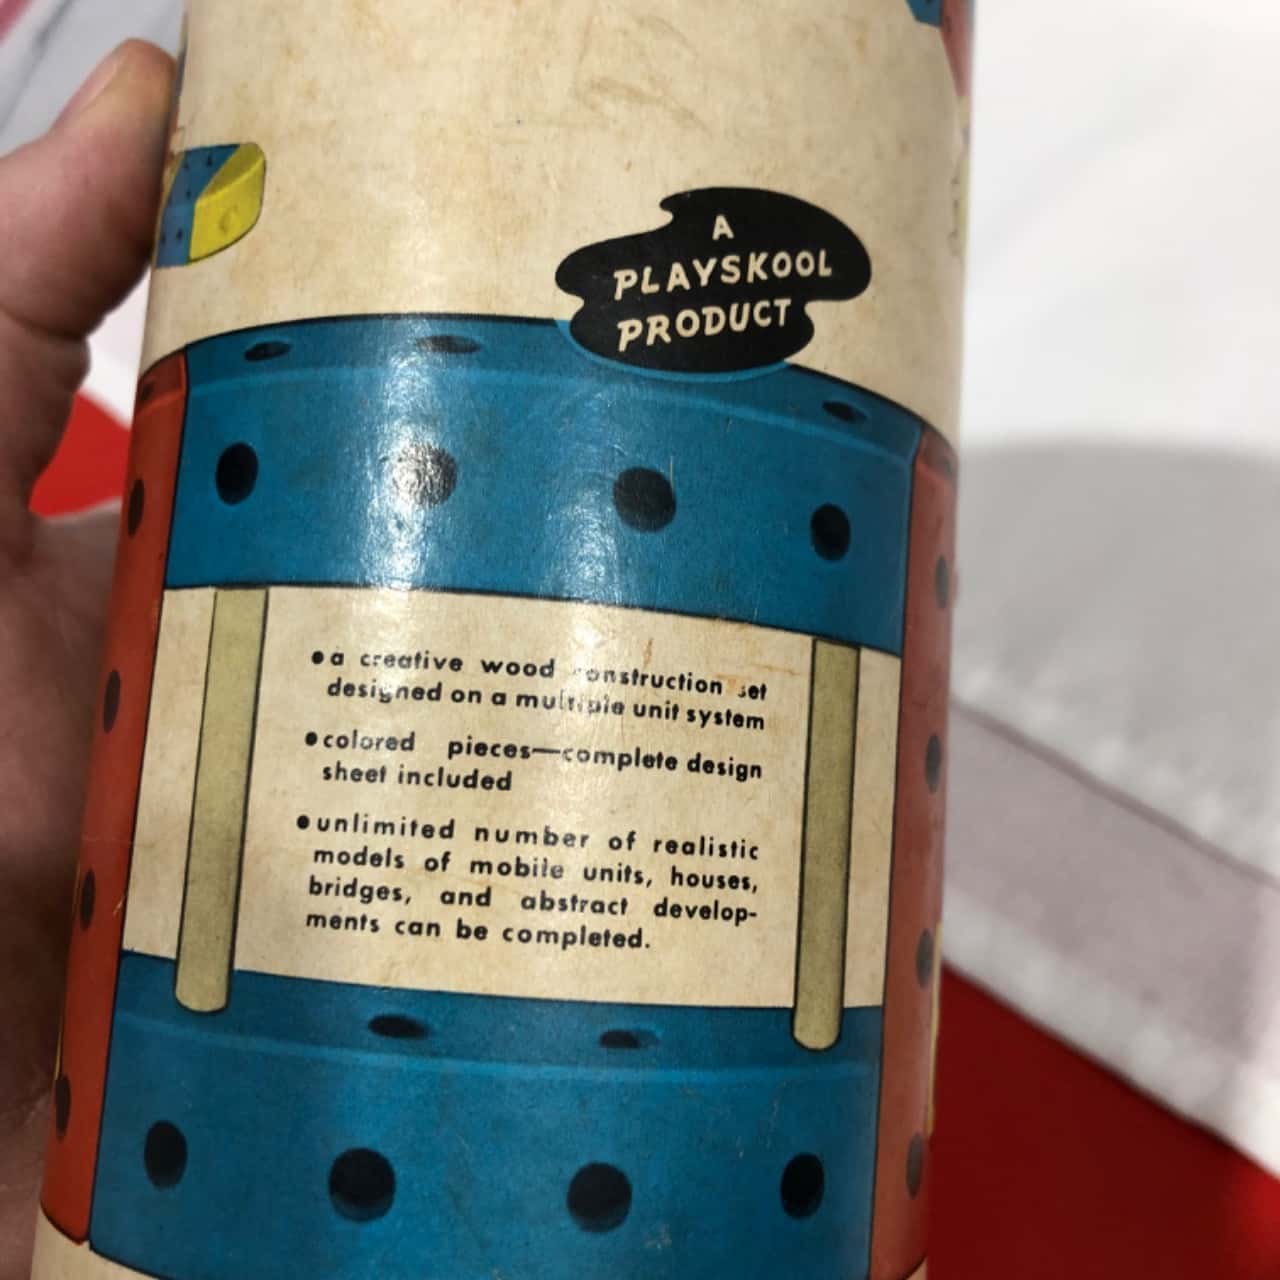 A
PLAYSKOOL
PRODUCT
• a creative wood construction set
designed on a multiple unit system
• colored pieces—complete design
sheet included
• unlimited number of realistic
models of mobile units, houses,
bridges, and abstract develop-
ments can be completed.